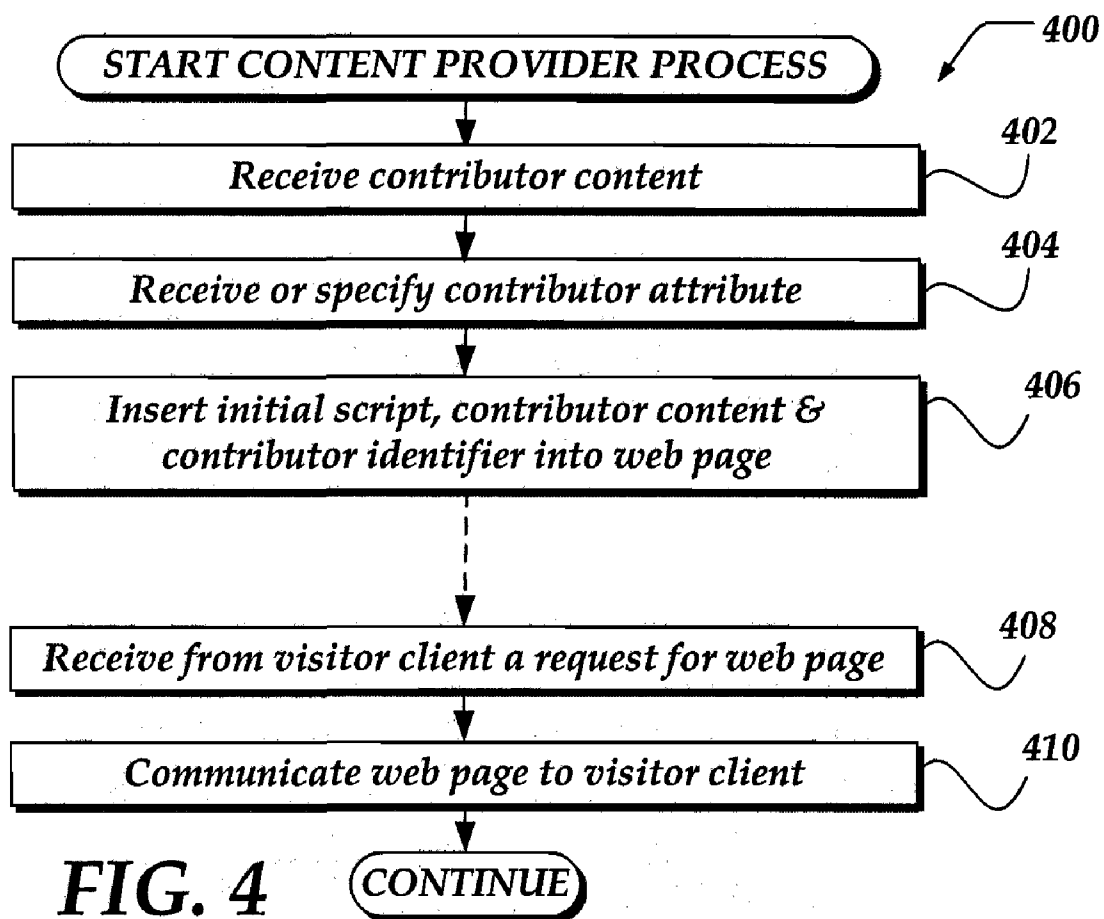 400
START CONTENT PROVIDER PROCESS
402
Receive contributor content
404
Receive or specify contributor attribute
406
Insert initial script, contributor content &
contributor identifier into web page
408
Receive from visitor client a request for web page
410
Communicate web page to visitor client
FIG. 4
CONTINUE